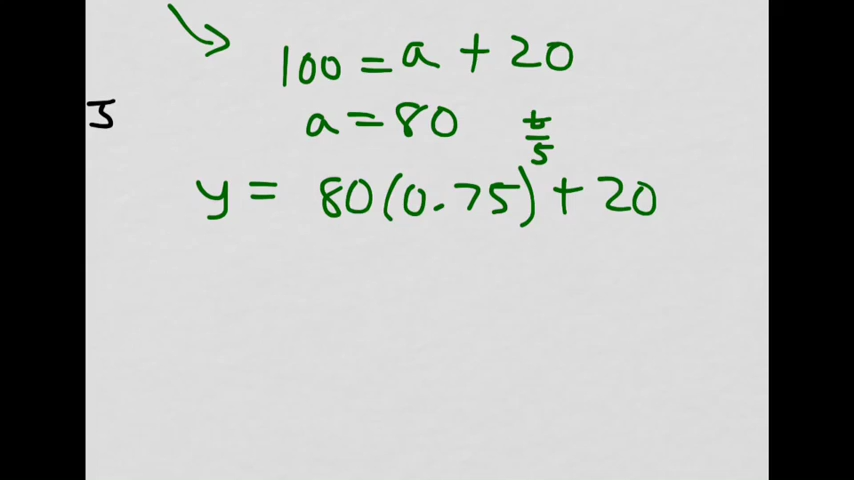 100 = a + 20
a = 80
t/5
y = 80(0.75) + 20